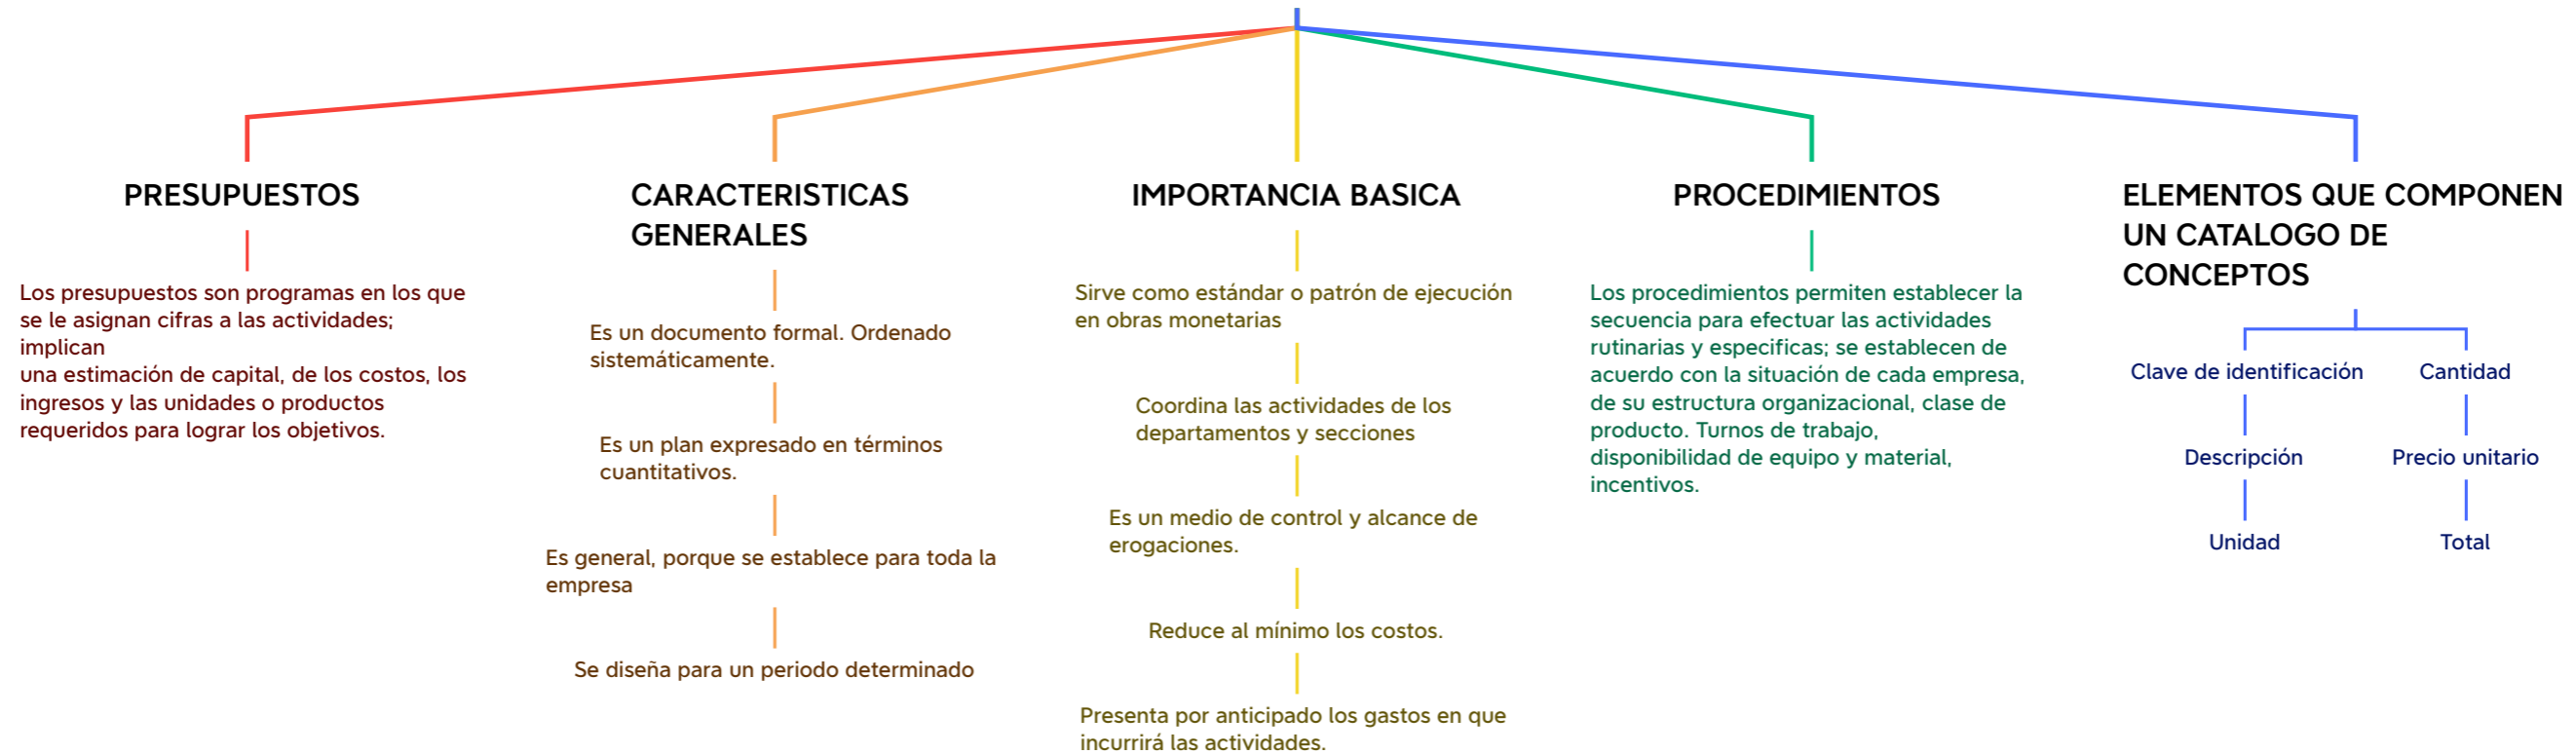 PRESUPUESTOS
Los presupuestos son programas en los que
se le asignan cifras a las actividades;
implican
una estimación de capital, de los costos, los
ingresos y las unidades o productos
requeridos para lograr los objetivos.
CARACTERISTICAS
GENERALES
Es un documento formal. Ordenado
sistemáticamente.
Es un plan expresado en términos
cuantitativos.
Es general, porque se establece para toda la
empresa
Se diseña para un periodo determinado
IMPORTANCIA BASICA
Sirve como estándar o patrón de ejecución
en obras monetarias
Coordina las actividades de los
departamentos y secciones
Es un medio de control y alcance de
erogaciones.
Reduce al mínimo los costos.
Presenta por anticipado los gastos en que
incurrirá las actividades.
PROCEDIMIENTOS
Los procedimientos permiten establecer la
secuencia para efectuar las actividades
rutinarias y especificas; se establecen de
acuerdo con la situación de cada empresa,
de su estructura organizacional, clase de
producto. Turnos de trabajo,
disponibilidad de equipo y material,
incentivos.
ELEMENTOS QUE COMPONEN
UN CATALOGO DE
CONCEPTOS
Clave de identificación
Descripción
Unidad
Cantidad
Precio unitario
Total